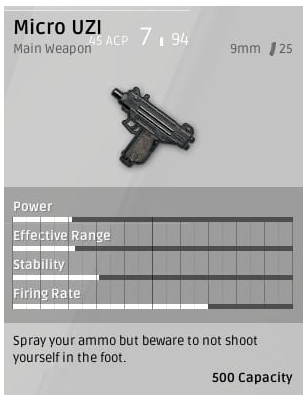 Micro UZI
Main Weapon
45 ACP 7 94
9mm 25
Power
Effective Range
Stability
Firing Rate
Spray your ammo but beware to not shoot
yourself in the foot.
500 Capacity